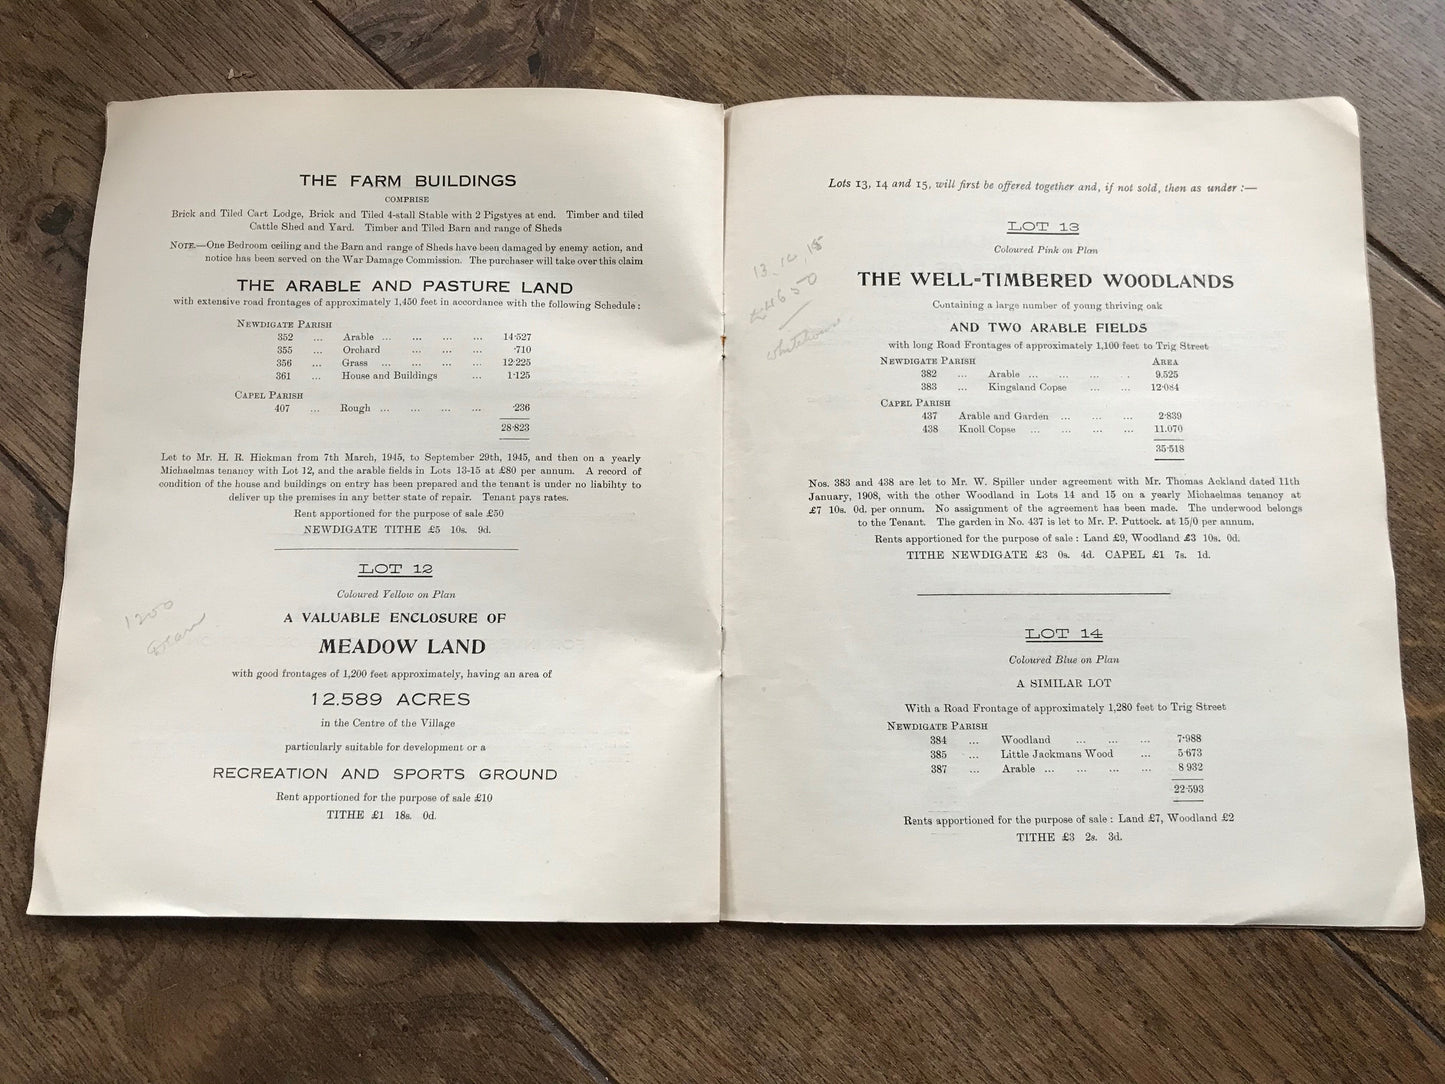 THE FARM BUILDINGS
COMPRISE
Brick and Tiled Cart Lodge, Brick and Tiled 4-stall Stable with 2 Pigstyes at end. Timber and tiled
Cattle Shed and Yard. Timber and Tiled Barn and range of Sheds
NOTE.—One Bedroom ceiling and the Barn and range of Sheds have been damaged by enemy action, and
notice has been served on the War Damage Commission. The purchaser will take over this claim
THE ARABLE AND PASTURE LAND
with extensive road frontages of approximately 1,450 feet in accordance with the following Schedule:
NEWDIGATE PARISH
352 ... Arable ... ... ... ... 14·527
355 ... Orchard ... ... ... ·710
356 ... Grass ... ... ... ... 12·225
361 ... House and Buildings ... 1·125
CAPEL PARISH
407 ... Rough ... ... ... ... ·236
28·823
Let to Mr. H. R. Hickman from 7th March, 1945, to September 29th, 1945, and then on a yearly
Michaelmas tenancy with Lot 12, and the arable fields in Lots 13-15 at £80 per annum. A record of
condition of the house and buildings on entry has been prepared and the tenant is under no liability to
deliver up the premises in any better state of repair. Tenant pays rates.
Rent apportioned for the purpose of sale £50
NEWDIGATE TITHE £5 10s. 9d.
LOT 12
Coloured Yellow on Plan
1200
A VALUABLE ENCLOSURE OF
MEADOW LAND
with good frontages of 1,200 feet approximately, having an area of
12.589 ACRES
in the Centre of the Village
particularly suitable for development or a
RECREATION AND SPORTS GROUND
Rent apportioned for the purpose of sale £10
TITHE £1 18s. 0d.
Lots 13, 14 and 15, will first be offered together and, if not sold, then as under :—
LOT 13
Coloured Pink on Plan
13, 14, 15
£4650
Whitehouse
THE WELL-TIMBERED WOODLANDS
Containing a large number of young thriving oak
AND TWO ARABLE FIELDS
with long Road Frontages of approximately 1,100 feet to Trig Street
NEWDIGATE PARISH AREA
382 ... Arable ... ... ... . . 9.525
383 ... Kingsland Copse ... ... 12·084
CAPEL PARISH
437 Arable and Garden ... ... ... 2·839
438 Knoll Copse ... ... ... ... 11.070
35·518
Nos. 383 and 438 are let to Mr. W. Spiller under agreement with Mr. Thomas Ackland dated 11th
January, 1908, with the other Woodland in Lots 14 and 15 on a yearly Michaelmas tenancy at
£7 10s. 0d. per onnum. No assignment of the agreement has been made. The underwood belongs
to the Tenant. The garden in No. 437 is let to Mr. P. Puttock. at 15/0 per annum.
Rents apportioned for the purpose of sale : Land £9, Woodland £3 10s. 0d.
TITHE NEWDIGATE £3 0s. 4d. CAPEL £1 7s. 1d.
LOT 14
Coloured Blue on Plan
A SIMILAR LOT
With a Road Frontage of approximately 1,280 feet to Trig Street
NEWDIGATE PARISH
384 ... Woodland ... ... ... 7·988
385 ... Little Jackmans Wood ... 5·673
387 ... Arable ... ... ... ... 8 932
22·593
Rents apportioned for the purpose of sale : Land £7, Woodland £2
TITHE £3 2s. 3d.